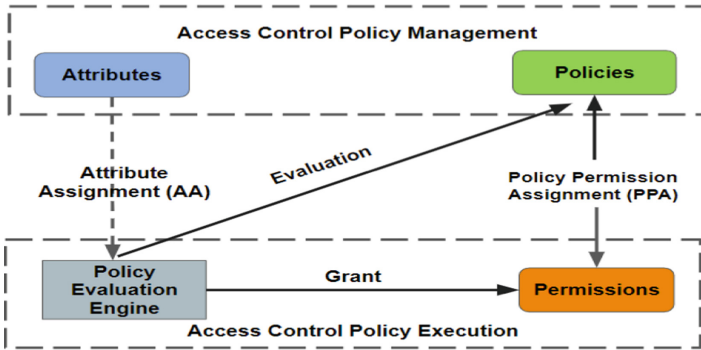 Access Control Policy Management
Attributes
Policies
Attribute
Assignment (AA)
Evaluation
Policy Permission
Assignment (PPA)
Policy
Evaluation
Engine
Grant
Permissions
Access Control Policy Execution